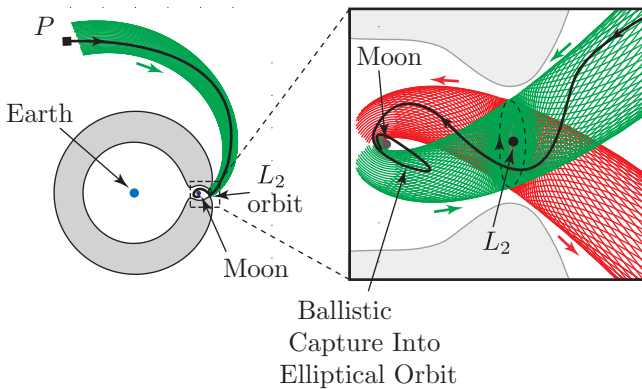 P
Earth
L₂
orbit
Moon
Moon
L₂
Ballistic
Capture Into
Elliptical Orbit